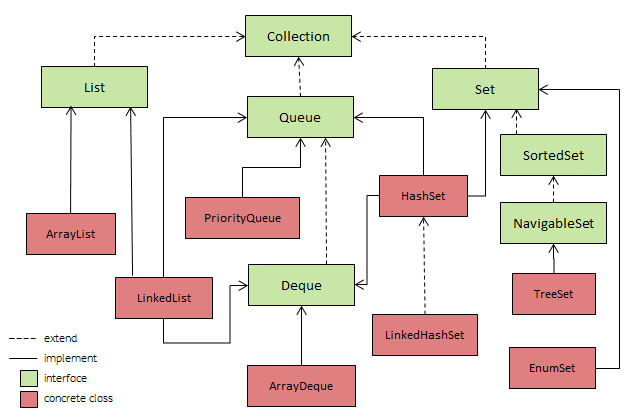 Collection
List
Set
Queue
SortedSet
HashSet
PriorityQueue
NavigableSet
ArrayList
Deque
LinkedList
TreeSet
LinkedHashSet
extend
implement
EnumSet
interface
ArrayDeque
concrete class